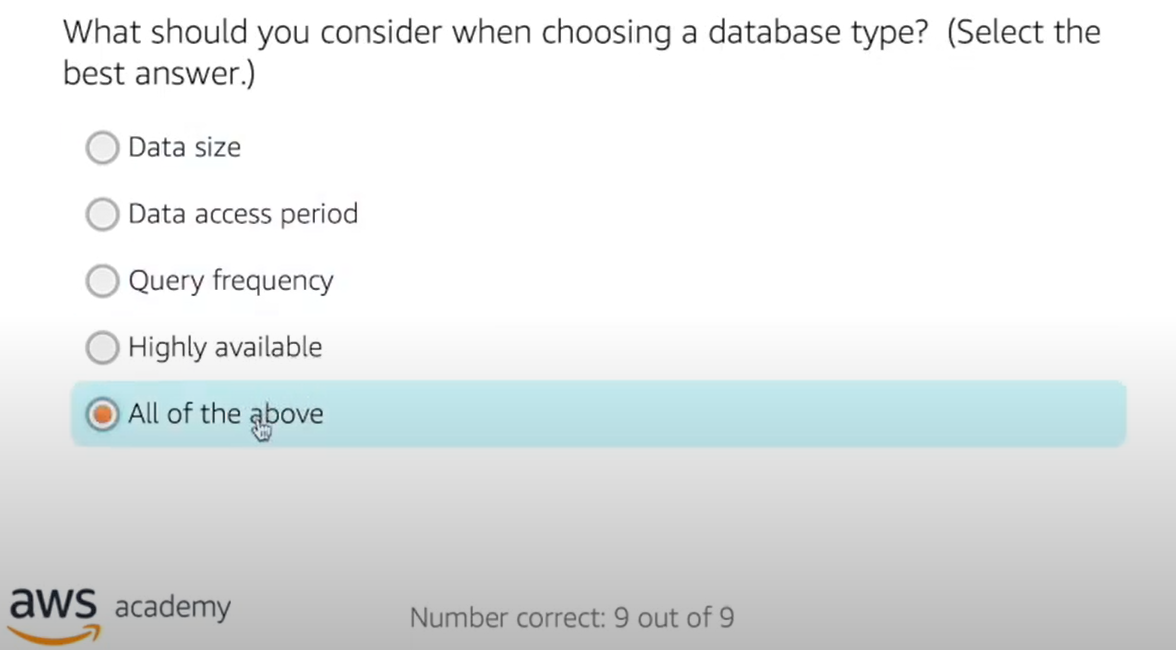 What should you consider when choosing a database type? (Select the
best answer.)
Data size
Data access period
Query frequency
Highly available
All of the above
aws academy
Number correct: 9 out of 9